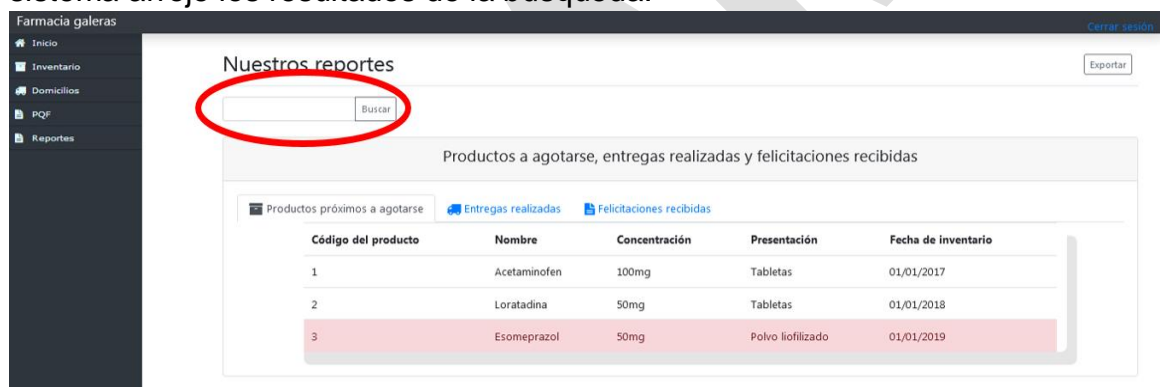 sistema arroje los resultados de la búsqueda.
Farmacia galeras
Cerrar sesión
Inicio
Inventario
Domicilios
PQF
Reportes
Nuestros reportes
Exportar
Buscar
Productos a agotarse, entregas realizadas y felicitaciones recibidas
Productos próximos a agotarse Entregas realizadas Felicitaciones recibidas
Código del producto Nombre Concentración Presentación Fecha de inventario
1 Acetaminofen 100mg Tabletas 01/01/2017
2 Loratadina 50mg Tabletas 01/01/2018
3 Esomeprazol 50mg Polvo liofilizado 01/01/2019